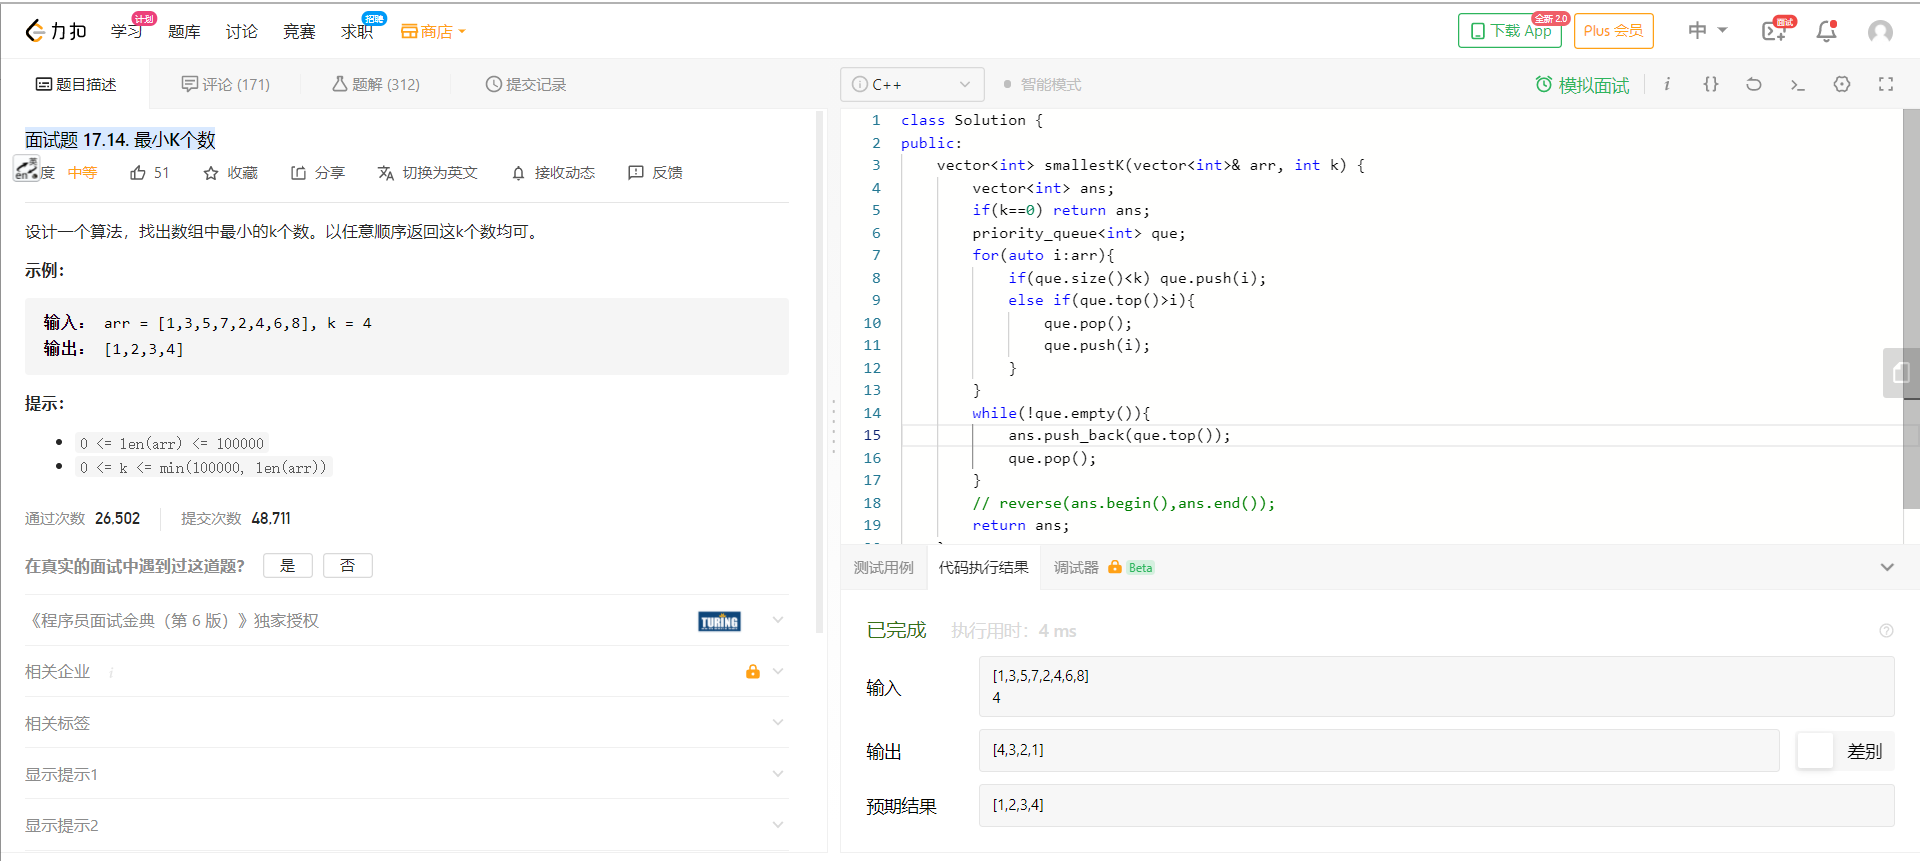 力扣 学习 计划 题库 讨论 竞赛 求职 招聘 商店 下载 App 全新 2.0 Plus 会员 中 面试
题目描述 评论 (171) 题解 (312) 提交记录
C++ 智能模式 模拟面试 i {}
面试题 17.14. 最小K个数
英 en 度 中等 51 收藏 分享 切换为英文 接收动态 反馈
设计一个算法，找出数组中最小的k个数。以任意顺序返回这k个数均可。
示例：
输入： arr = [1,3,5,7,2,4,6,8], k = 4
输出： [1,2,3,4]
提示：
0 <= len(arr) <= 100000
0 <= k <= min(100000, len(arr))
通过次数 26,502 提交次数 48,711
在真实的面试中遇到过这道题？ 是 否
《程序员面试金典（第 6 版）》独家授权 TURING
相关企业 i
相关标签
显示提示1
显示提示2
1 class Solution {
2 public:
3 vector<int> smallestK(vector<int>& arr, int k) {
4 vector<int> ans;
5 if(k==0) return ans;
6 priority_queue<int> que;
7 for(auto i:arr){
8 if(que.size()<k) que.push(i);
9 else if(que.top()>i){
10 que.pop();
11 que.push(i);
12 }
13 }
14 while(!que.empty()){
15 ans.push_back(que.top());
16 que.pop();
17 }
18 // reverse(ans.begin(),ans.end());
19 return ans;
测试用例 代码执行结果 调试器 Beta
已完成 执行用时： 4 ms
输入
[1,3,5,7,2,4,6,8]
4
输出 [4,3,2,1] 差别
预期结果 [1,2,3,4]